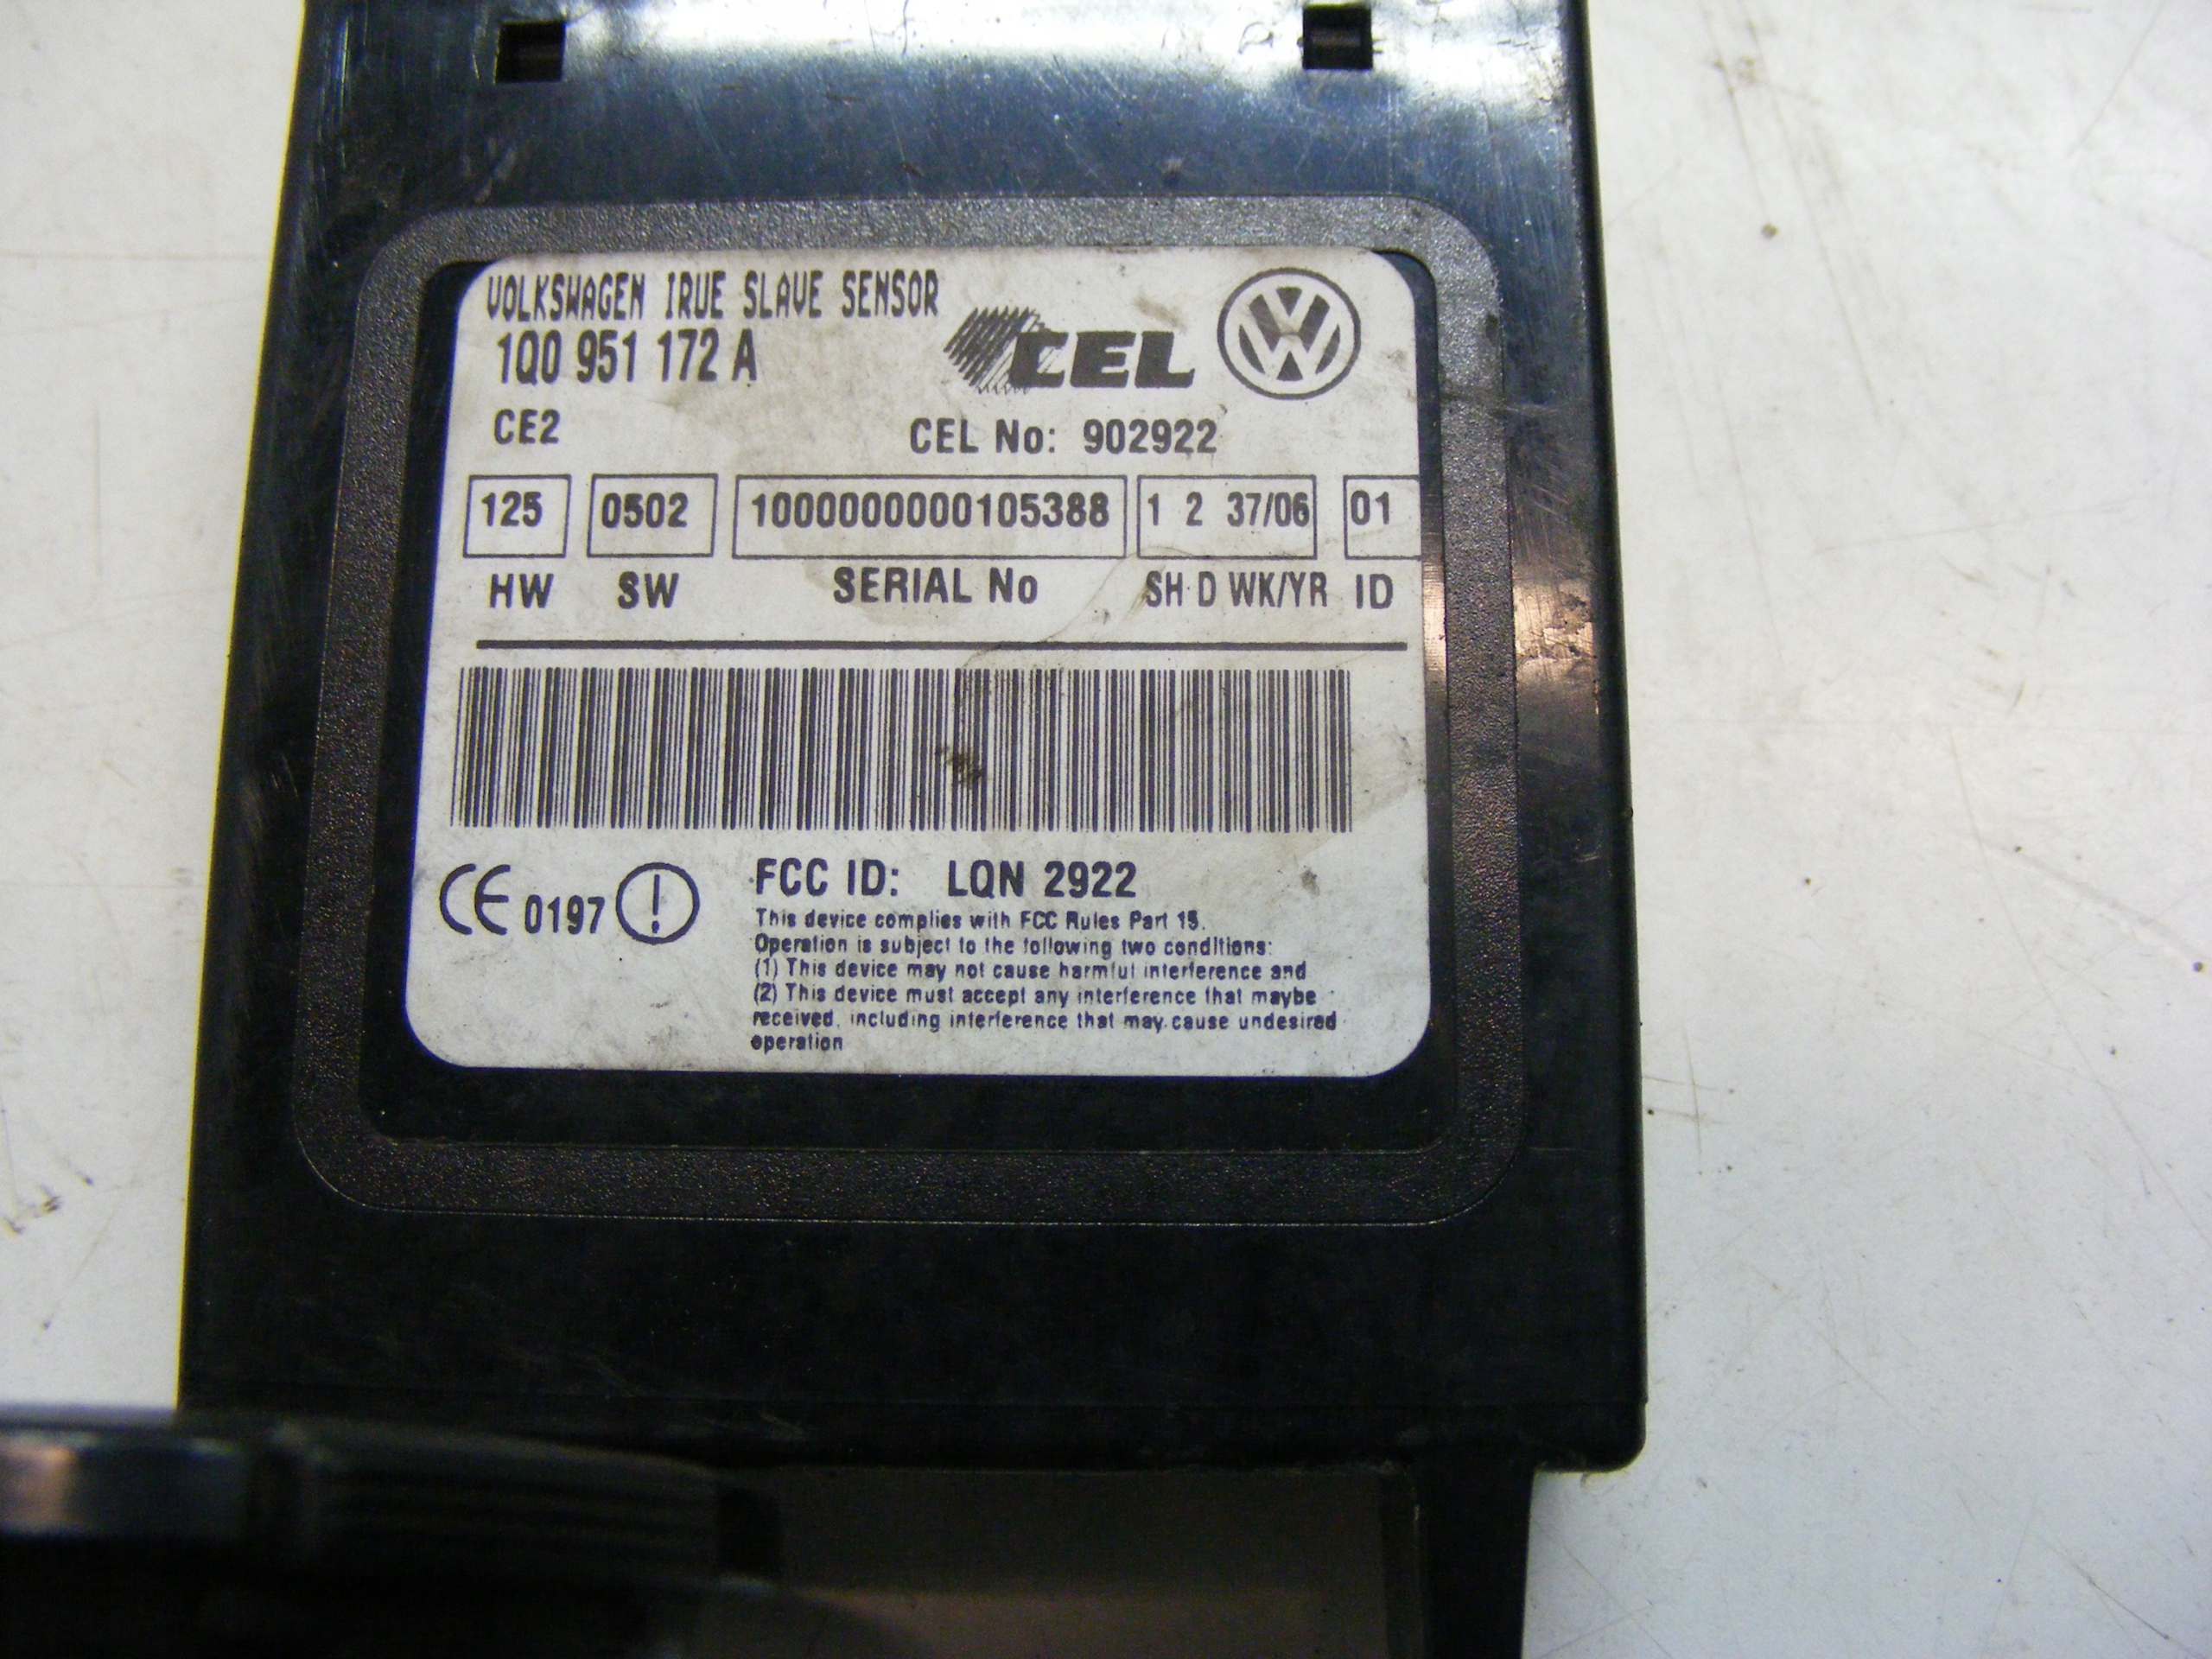 VOLKSWAGEN IRUE SLAVE SENSOR
1Q0 951 172 A
CEL
CE2
CEL No: 902922
125 0502 1000000000105388 1 2 37/06 01
HW SW SERIAL No SH D WK/YR ID
CE 0197 !
FCC ID: LQN 2922
This device complies with FCC Rules Part 15.
Operation is subject to the following two conditions:
(1) This device may not cause harmful interference and
(2) This device must accept any interference that maybe
received, including interference that may cause undesired
operation